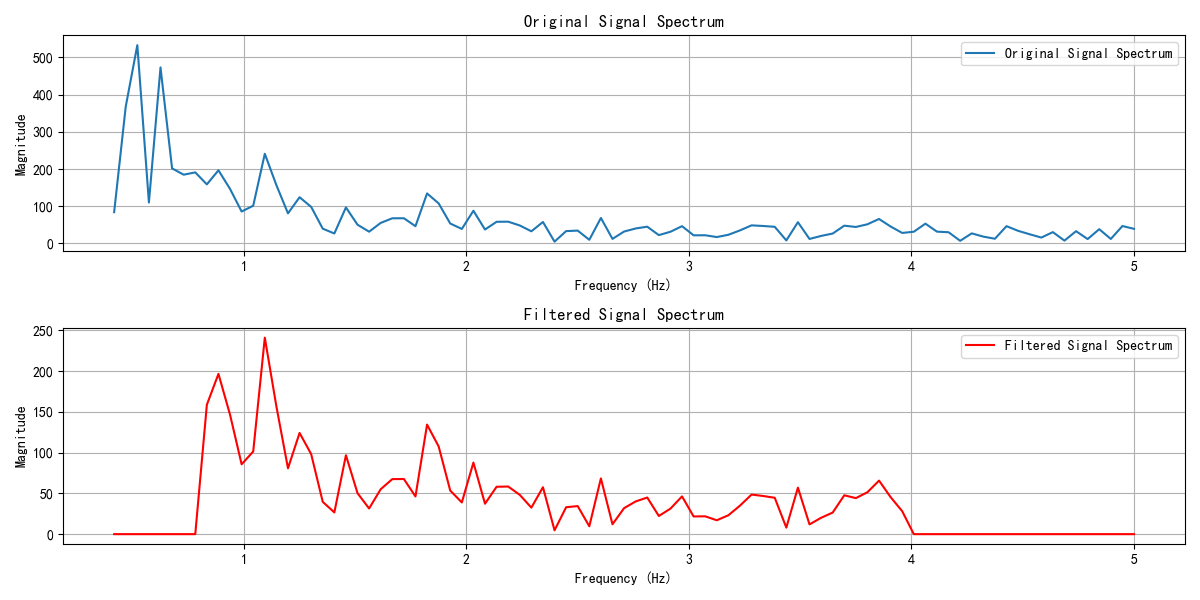 Original Signal Spectrum
Original Signal Spectrum
Magnitude
500
400
300
200
100
0
1 2 3 4 5
Frequency (Hz)
Filtered Signal Spectrum
Filtered Signal Spectrum
Magnitude
250
200
150
100
50
0
1 2 3 4 5
Frequency (Hz)